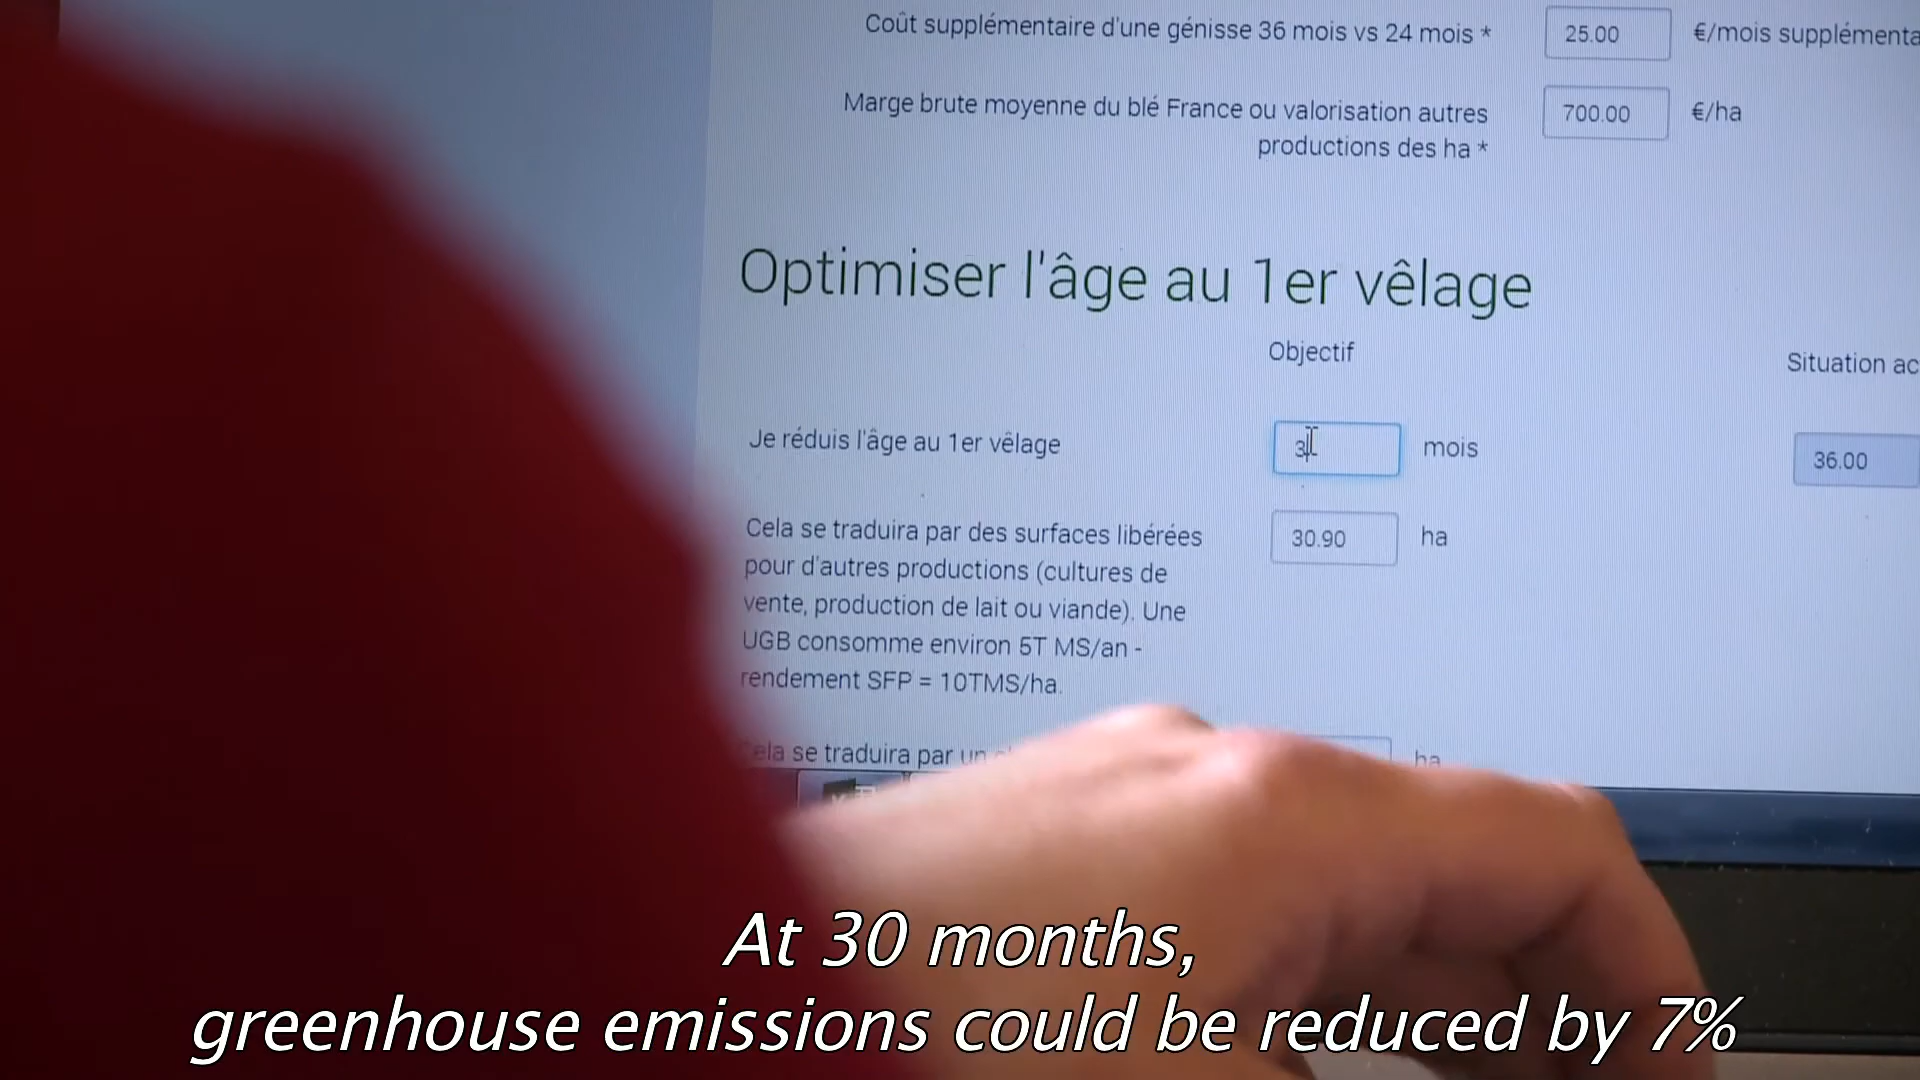 Coût supplémentaire d'une génisse 36 mois vs 24 mois *
25.00
€/mois
Marge brute moyenne du blé France ou valorisation autres
productions des ha *
700.00
€/ha
Optimiser l'âge au 1er vêlage
Objectif
Situation
Je réduis l'âge au 1er vêlage
3
mois
36.00
Cela se traduira par des surfaces libérées
pour d'autres productions (cultures de
vente, production de lait ou viande). Une
UGB consomme environ 5T MS/an -
rendement SFP = 10TMS/ha.
30.90
ha
se traduira par
ha
At 30 months,
greenhouse emissions could be reduced by 7%